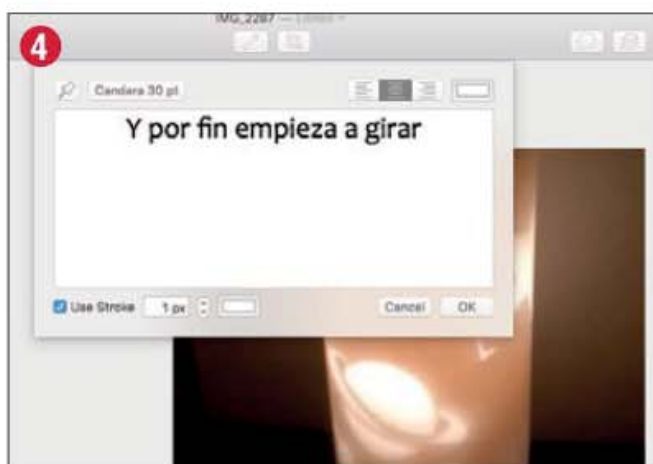 IMG_2287 —
4
Candara 30 pt
Y por fin empieza a girar
Use Stroke 1 px Cancel OK